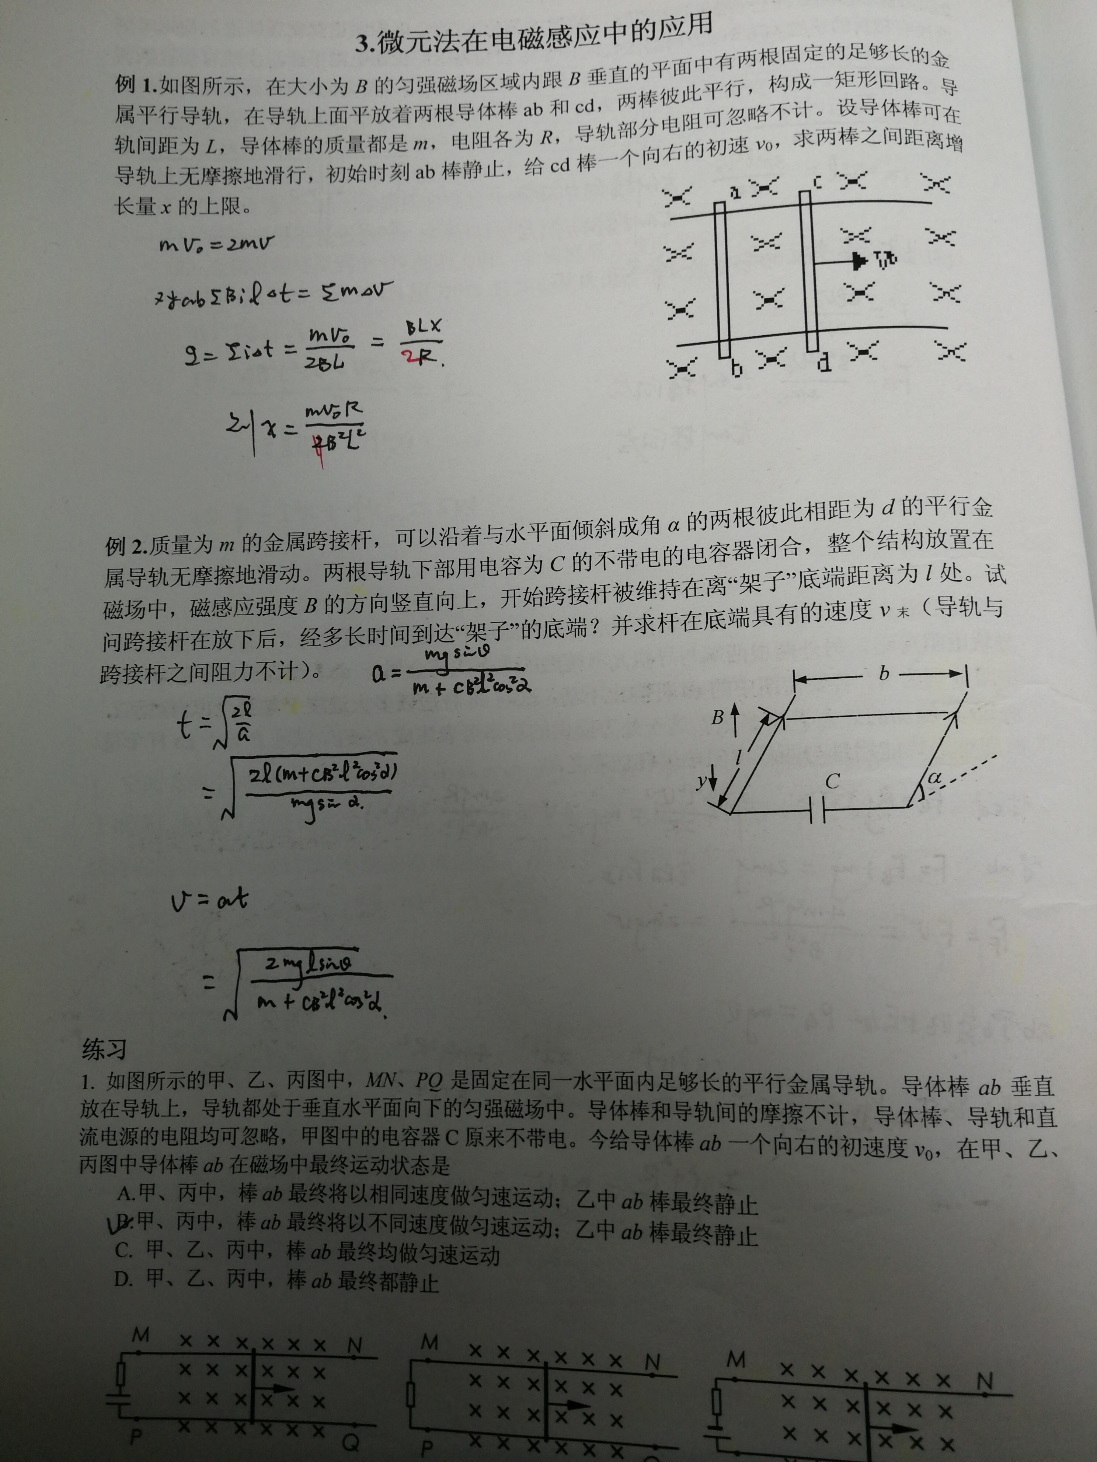 3.微元法在电磁感应中的应用
例 1.如图所示，在大小为 B 的匀强磁场区域内跟 B 垂直的平面中有两根固定的足够长的金
属平行导轨，在导轨上面平放着两根导体棒 ab 和 cd，两棒彼此平行，构成一矩形回路。导
轨间距为 L，导体棒的质量都是 m，电阻各为 R，导轨部分电阻可忽略不计。设导体棒可在
导轨上无摩擦地滑行，初始时刻 ab 棒静止，给 cd 棒一个向右的初速 v₀，求两棒之间距离增
长量 x 的上限。
a c
v₀
b d
mv₀=2mv
对ab ΣBilΔt=ΣmΔv
q=ΣiΔt=mv₀/2BL=BLX/2R.
x=mv₀R/B²L²
例 2.质量为 m 的金属跨接杆，可以沿着与水平面倾斜成角 α 的两根彼此相距为 d 的平行金
属导轨无摩擦地滑动。两根导轨下部用电容为 C 的不带电的电容器闭合，整个结构放置在
磁场中，磁感应强度 B 的方向竖直向上，开始跨接杆被维持在离“架子”底端距离为 l 处。试
问跨接杆在放下后，经多长时间到达“架子”的底端？并求杆在底端具有的速度 v 末（导轨与
跨接杆之间阻力不计）。
a=mgsinθ/(m+CB²l²cos²α)
t=√(2l/a)
=√(2l(m+CB²l²cos²α)/mgsinα.)
b
B
l
y
C
α
v=at
=√(2mglsinθ/(m+CB²l²cos²α.))
练习
1. 如图所示的甲、乙、丙图中，MN、PQ 是固定在同一水平面内足够长的平行金属导轨。导体棒 ab 垂直
放在导轨上，导轨都处于垂直水平面向下的匀强磁场中。导体棒和导轨间的摩擦不计，导体棒、导轨和直
流电源的电阻均可忽略，甲图中的电容器 C 原来不带电。今给导体棒 ab 一个向右的初速度 v₀，在甲、乙、
丙图中导体棒 ab 在磁场中最终运动状态是
A.甲、丙中，棒 ab 最终将以相同速度做匀速运动；乙中 ab 棒最终静止
B.甲、丙中，棒 ab 最终将以不同速度做匀速运动；乙中 ab 棒最终静止
C. 甲、乙、丙中，棒 ab 最终均做匀速运动
D. 甲、乙、丙中，棒 ab 最终都静止
M N
P Q
M N
P
M N